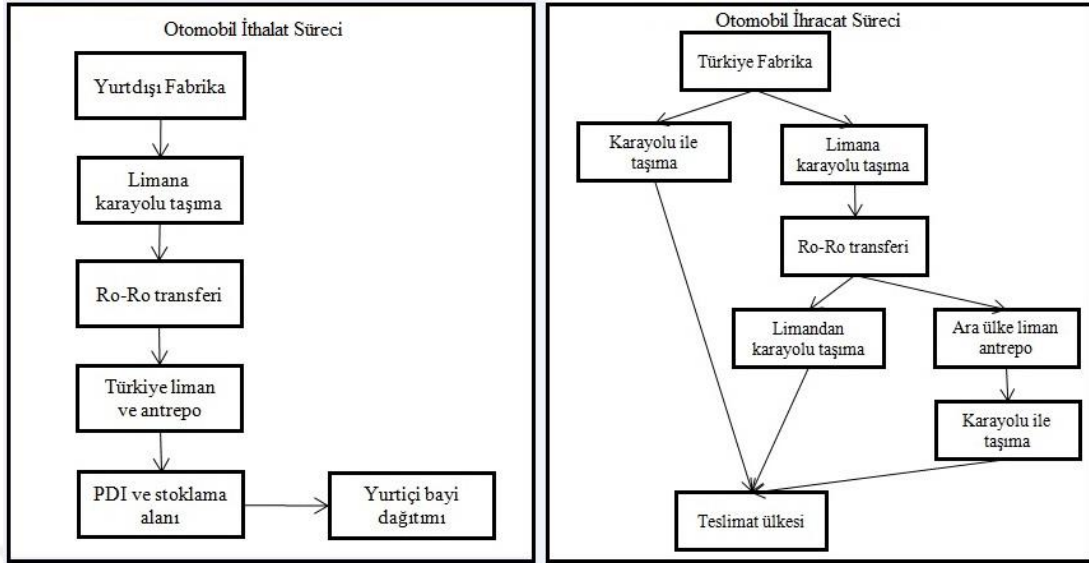 Otomobil İthalat Süreci
Yurtdışı Fabrika
Limana
karayolu taşıma
Ro-Ro transferi
Türkiye liman
ve antrepo
PDI ve stoklama
alanı
Yurtiçi bayi
dağıtımı
Otomobil İhracat Süreci
Türkiye Fabrika
Karayolu ile
taşıma
Limana
karayolu taşıma
Ro-Ro transferi
Limandan
karayolu taşıma
Ara ülke liman
antrepo
Karayolu ile
taşıma
Teslimat ülkesi